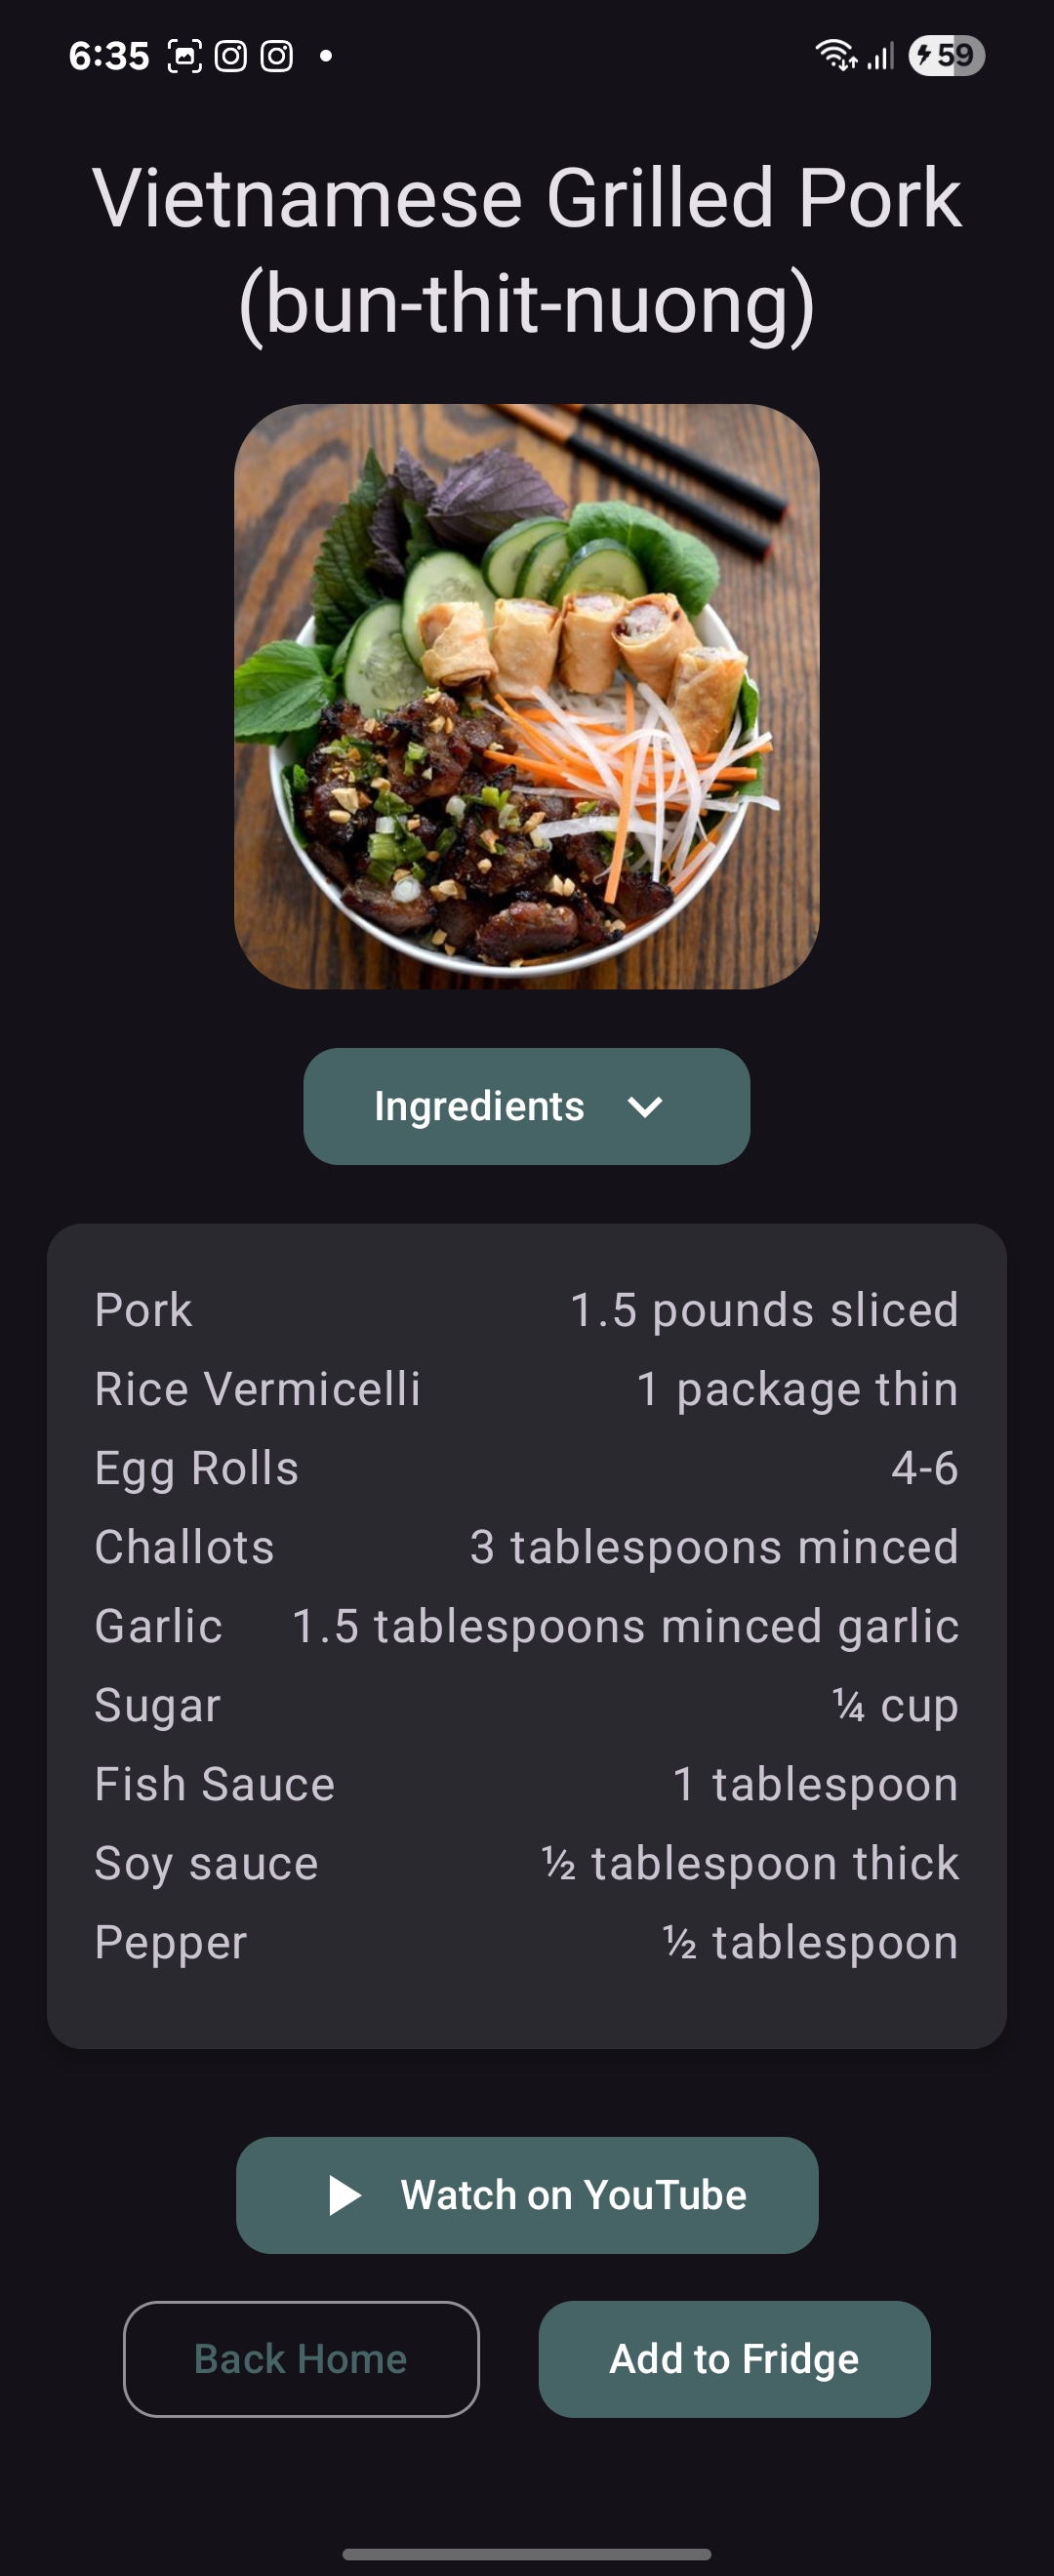 6:35
59
Vietnamese Grilled Pork
(bun-thit-nuong)
Ingredients
Pork 1.5 pounds sliced
Rice Vermicelli 1 package thin
Egg Rolls 4-6
Challots 3 tablespoons minced
Garlic 1.5 tablespoons minced garlic
Sugar ¼ cup
Fish Sauce 1 tablespoon
Soy sauce ½ tablespoon thick
Pepper ½ tablespoon
Watch on YouTube
Back Home Add to Fridge